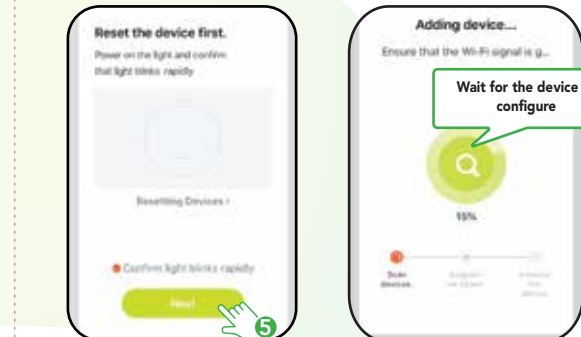 Reset the device first.
Power on the light and confirm
that light blinks rapidly
Resetting Devices ›
Confirm light blinks rapidly
Next
5
Adding device...
Ensure that the Wi-Fi signal is g...
Wait for the device
configure
15%
Scan
devices.